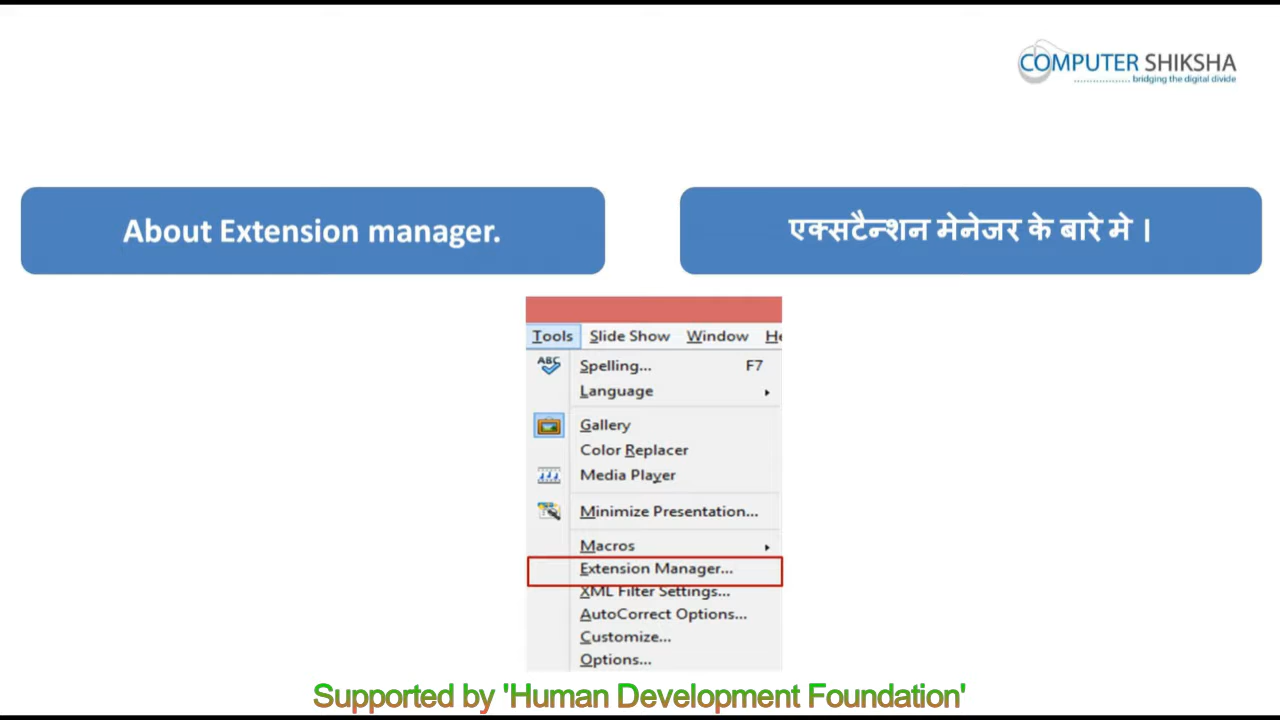 COMPUTER SHIKSHA
bridging the digital divide
About Extension manager.
एक्सटैन्शन मेनेजर के बारे मे ।
Tools Slide Show Window He
ABC Spelling... F7
Language
Gallery
Color Replacer
Media Player
Minimize Presentation...
Macros
Extension Manager...
XML Filter Settings...
AutoCorrect Options...
Customize...
Options...
Supported by 'Human Development Foundation'